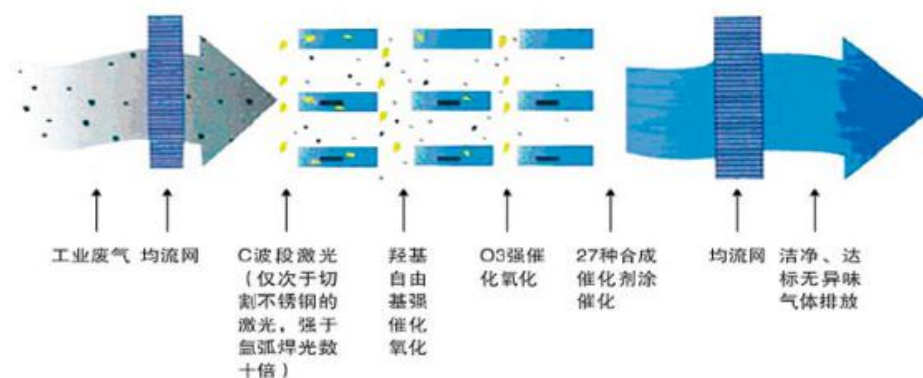 工业废气
均流网
C波段激光
(仅次于切
割不锈钢的
激光，强于
氩弧焊光数
十倍)
羟基
自由
基强
催化
氧化
O3强催
化氧化
27种合成
催化剂涂
催化
均流网
洁净、达
标无异味
气体排放